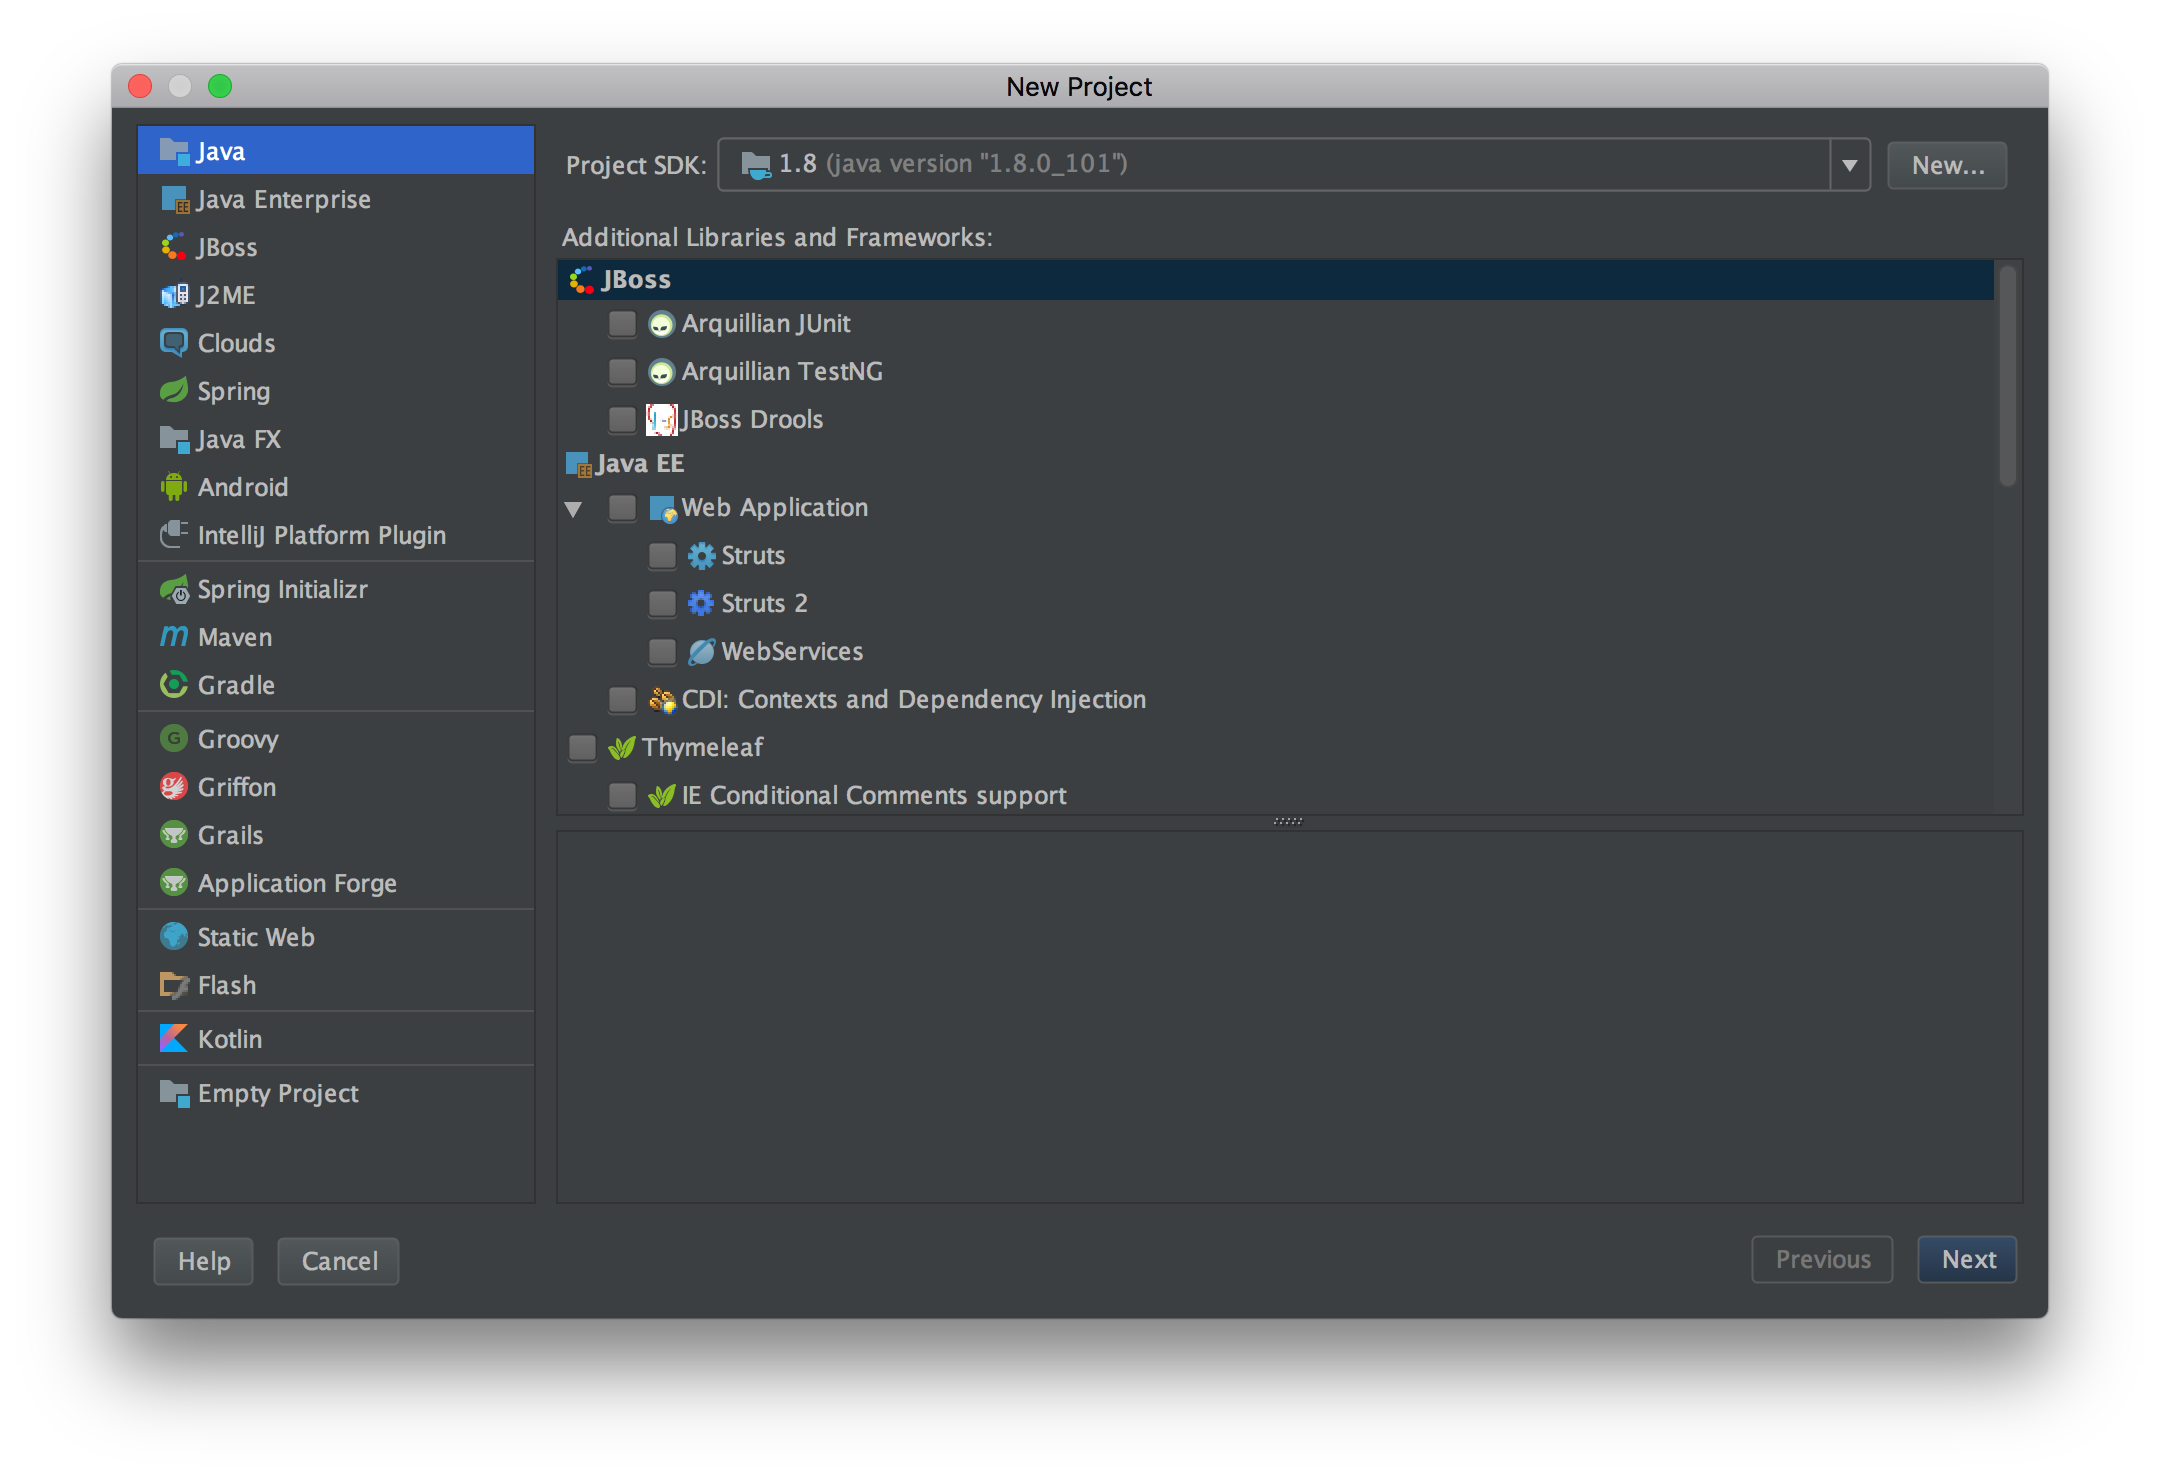 New Project
Java
Java Enterprise
JBoss
J2ME
Clouds
Spring
Java FX
Android
IntelliJ Platform Plugin
Spring Initializr
Maven
Gradle
Groovy
Griffon
Grails
Application Forge
Static Web
Flash
Kotlin
Empty Project
Project SDK: 1.8 (java version "1.8.0_101") New...
Additional Libraries and Frameworks:
JBoss
Arquillian JUnit
Arquillian TestNG
JBoss Drools
Java EE
Web Application
Struts
Struts 2
WebServices
CDI: Contexts and Dependency Injection
Thymeleaf
IE Conditional Comments support
Help Cancel Previous Next